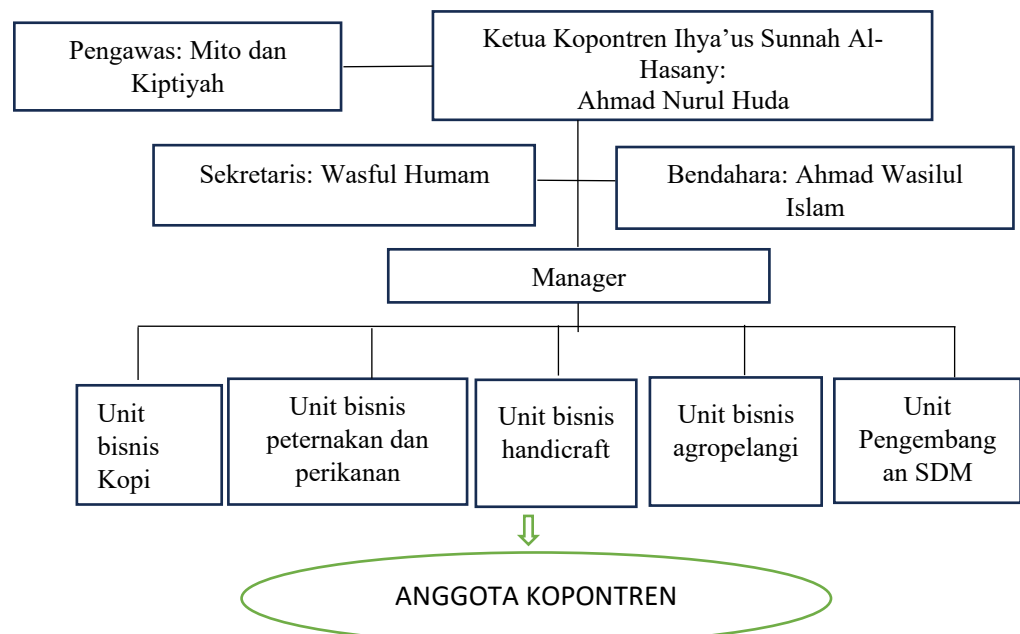 Pengawas: Mito dan
Kiptiyah
Ketua Kopontren Ihya’us Sunnah Al-
Hasany:
Ahmad Nurul Huda
Sekretaris: Wasful Humam
Bendahara: Ahmad Wasilul
Islam
Manager
Unit
bisnis
Kopi
Unit bisnis
peternakan dan
perikanan
Unit bisnis
handicraft
Unit bisnis
agropelangi
Unit
Pengembang
an SDM
ANGGOTA KOPONTREN